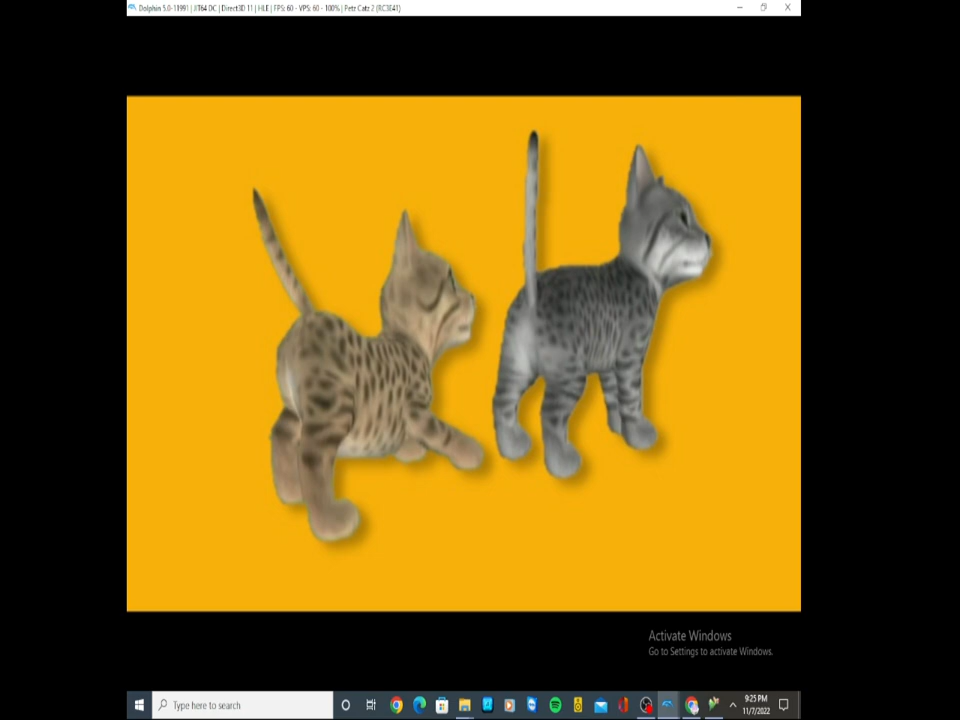 Dolphin 5.0-11991 | JIT64 DC | Direct3D 11 | HLE | FPS: 60 - VPS: 60 - 100% | Petz Catz 2 (RC3E41)
Activate Windows
Go to Settings to activate Windows.
Type here to search
9:25 PM
11/7/2022